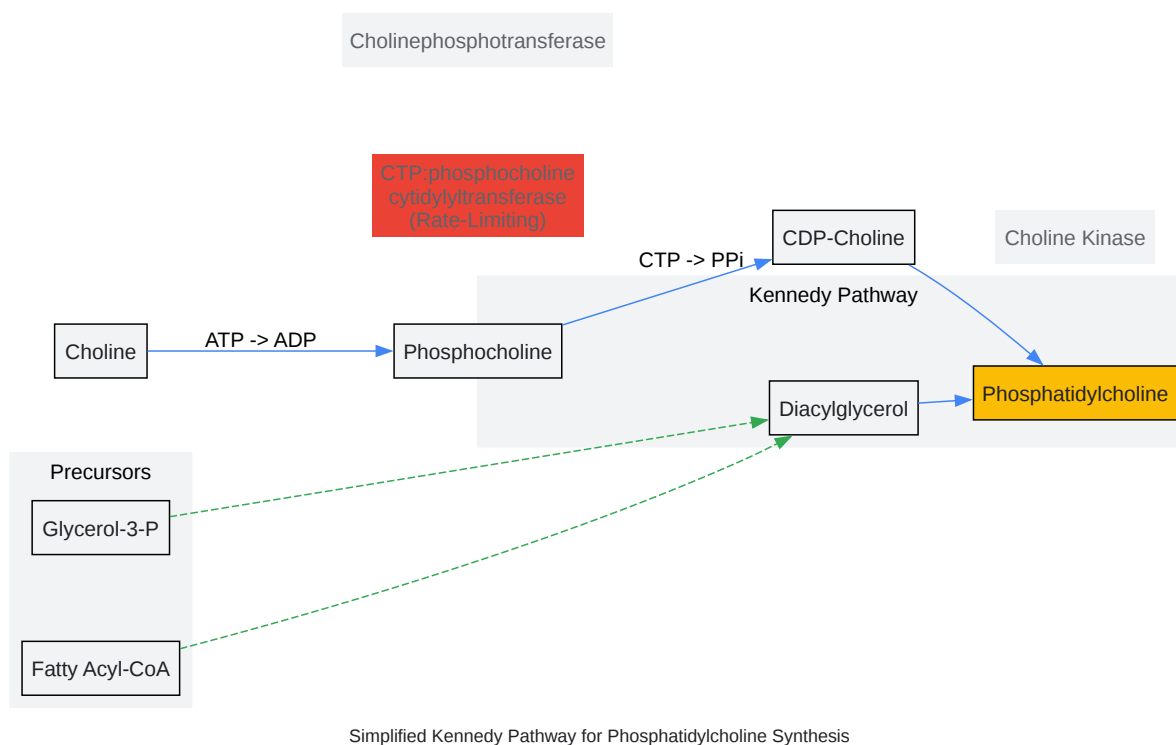 Cholinephosphotransferase
CTP:phosphocholine
cytidylyltransferase
(Rate-Limiting)
CDP-Choline
Choline Kinase
CTP -> PPi
Kennedy Pathway
ATP -> ADP
Choline
Phosphocholine
Phosphatidylcholine
Diacylglycerol
Precursors
Glycerol-3-P
Fatty Acyl-CoA
Simplified Kennedy Pathway for Phosphatidylcholine Synthesis